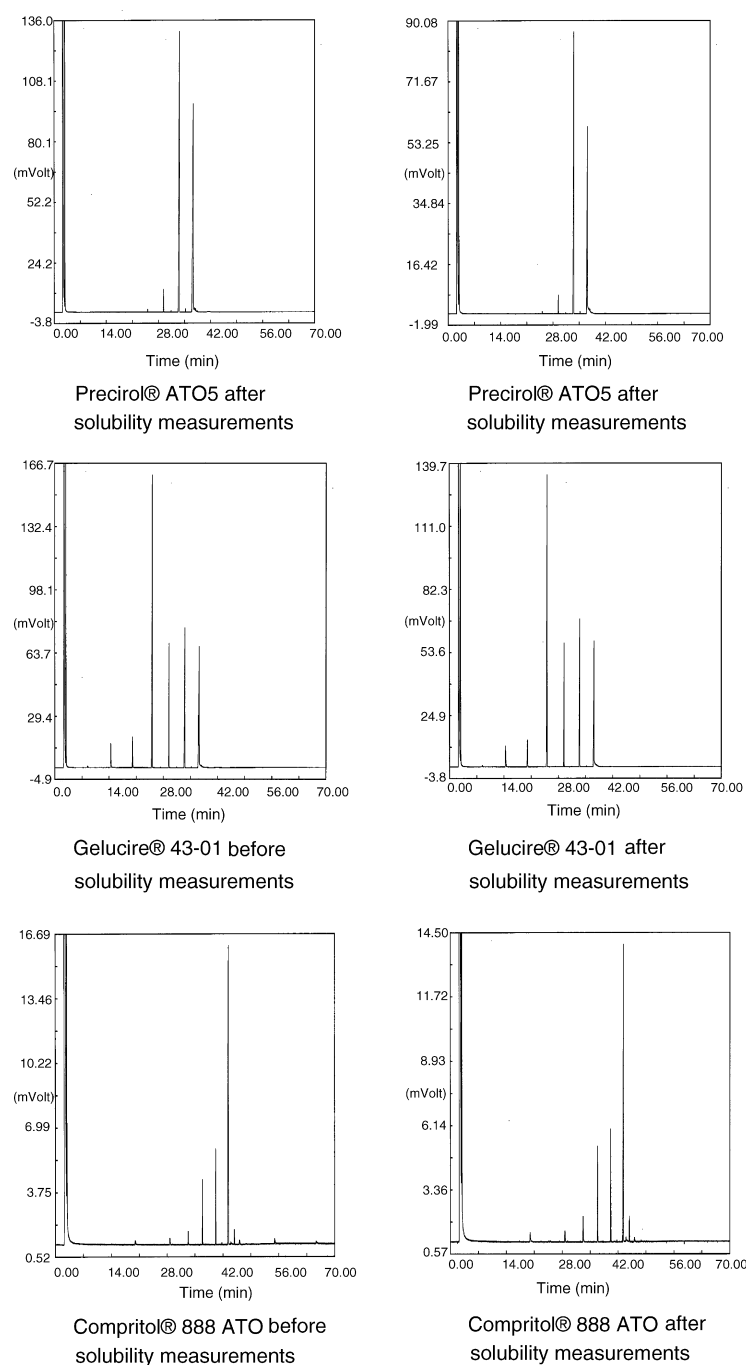 136.0
108.1
80.1
(mVolt)
52.2
24.2
-3.8
0.00 14.00 28.00 42.00 56.00 70.00
Time (min)
Precirol® ATO5 after
solubility measurements
90.08
71.67
53.25
(mVolt)
34.84
16.42
-1.99
0.00 14.00 28.00 42.00 56.00 70.00
Time (min)
Precirol® ATO5 after
solubility measurements
166.7
132.4
98.1
(mVolt)
63.7
29.4
-4.9
0.00 14.00 28.00 42.00 56.00 70.00
Time (min)
Gelucire® 43-01 before
solubility measurements
139.7
111.0
82.3
(mVolt)
53.6
24.9
-3.8
0.00 14.00 28.00 42.00 56.00 70.00
Time (min)
Gelucire® 43-01 after
solubility measurements
16.69
13.46
10.22
(mVolt)
6.99
3.75
0.52
0.00 14.00 28.00 42.00 56.00 70.00
Time (min)
Compritol® 888 ATO before
solubility measurements
14.50
11.72
8.93
(mVolt)
6.14
3.36
0.57
0.00 14.00 28.00 42.00 56.00 70.00
Time (min)
Compritol® 888 ATO after
solubility measurements